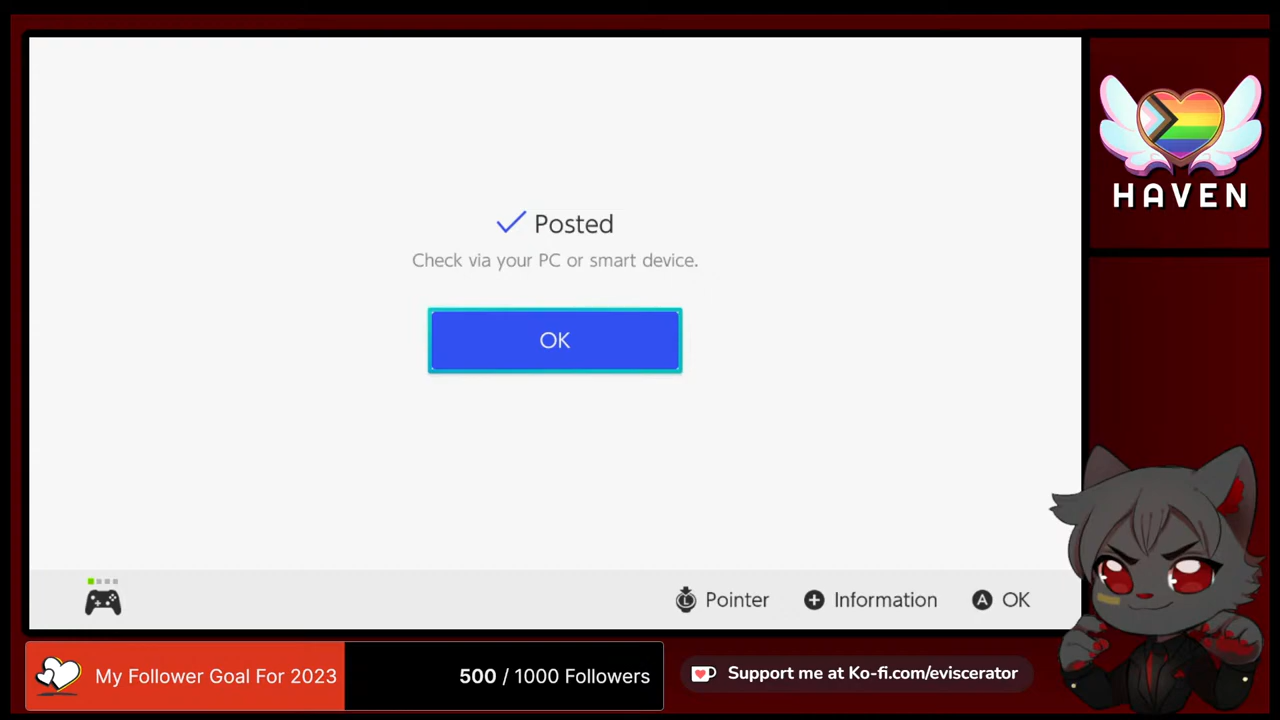 HAVEN
Posted
Check via your PC or smart device.
OK
L Pointer
+ Information
A OK
My Follower Goal For 2023
500 / 1000 Followers
Support me at Ko-fi.com/eviscerator